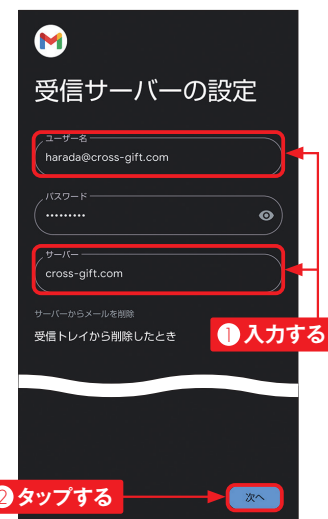 受信サーバーの設定
ユーザー名
harada@cross-gift.com
パスワード
•••••••••
サーバー
cross-gift.com
サーバーからメールを削除
受信トレイから削除したとき
①入力する
②タップする
次へ